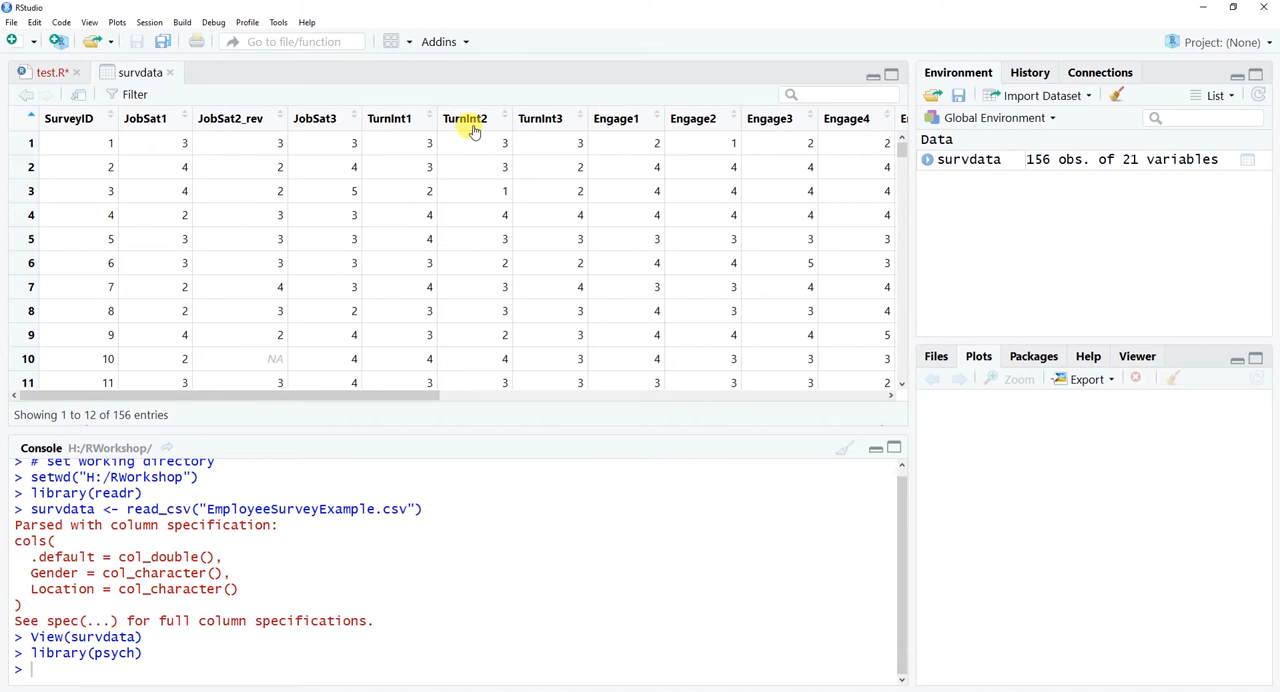 RStudio
File Edit Code View Plots Session Build Debug Profile Tools Help
Go to file/function Addins Project: (None)
test.R* survdata
Filter
SurveyID JobSat1 JobSat2_rev JobSat3 TurnInt1 TurnInt2 TurnInt3 Engage1 Engage2 Engage3 Engage4
1 1 3 3 3 3 3 3 2 1 2 2
2 2 4 2 4 3 3 2 4 4 4 4
3 3 4 2 5 2 1 2 4 4 4 4
4 4 2 3 3 4 4 4 4 4 4 4
5 5 3 3 3 4 3 3 3 3 3 3
6 6 3 3 3 3 2 2 4 4 5 3
7 7 2 4 3 4 3 4 3 3 4 4
8 8 2 3 2 3 3 3 4 3 3 4
9 9 4 2 4 3 2 3 4 4 4 5
10 10 2 NA 4 4 4 3 4 3 3 3
11 11 3 3 4 3 3 3 3 3 3 2
Showing 1 to 12 of 156 entries
Console H:/RWorkshop/
> # set working directory
> setwd("H:/RWorkshop")
> library(readr)
> survdata <- read_csv("EmployeeSurveyExample.csv")
Parsed with column specification:
cols(
.default = col_double(),
Gender = col_character(),
Location = col_character()
)
See spec(...) for full column specifications.
> View(survdata)
> library(psych)
>
Environment History Connections
Import Dataset List
Global Environment
Data
survdata 156 obs. of 21 variables
Files Plots Packages Help Viewer
Zoom Export